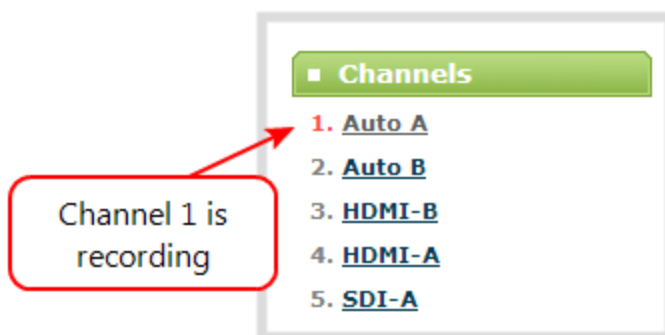 Channels
1. Auto A
2. Auto B
3. HDMI-B
4. HDMI-A
5. SDI-A
Channel 1 is
recording